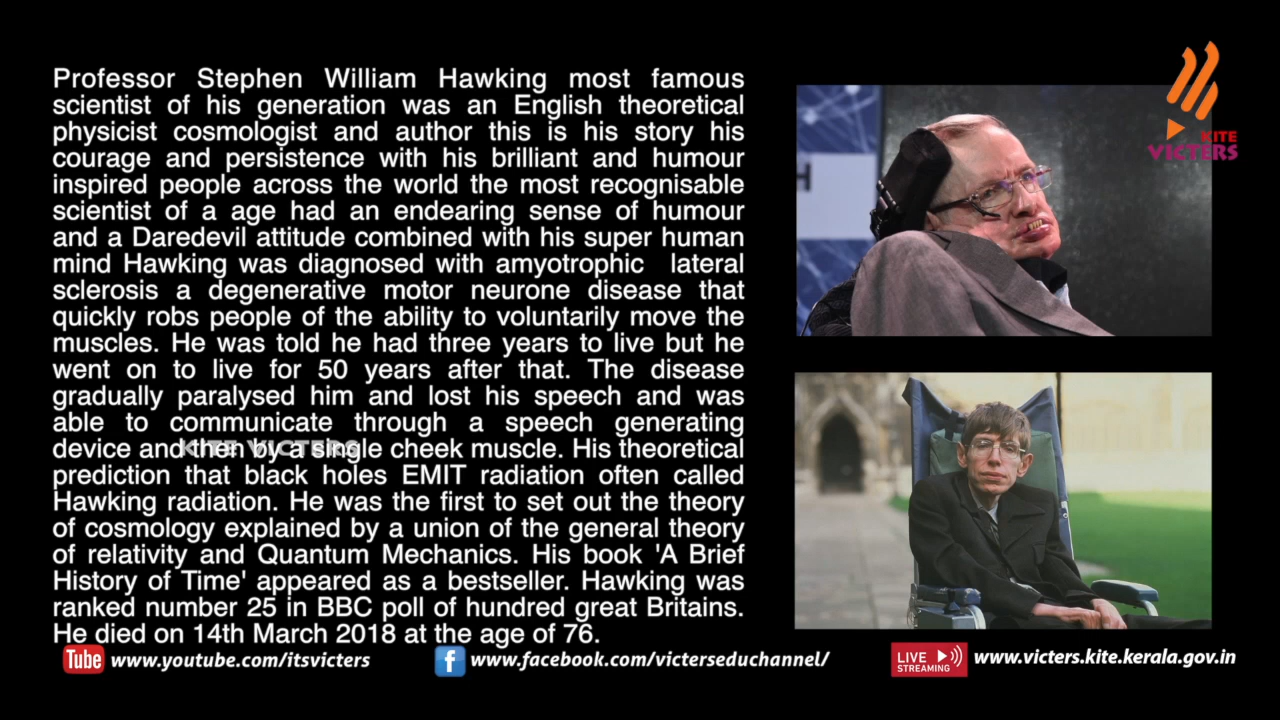 Professor Stephen William Hawking most famous
scientist of his generation was an English theoretical
physicist cosmologist and author this is his story his
courage and persistence with his brilliant and humour
inspired people across the world the most recognisable
scientist of a age had an endearing sense of humour
and a Daredevil attitude combined with his super human
mind Hawking was diagnosed with amyotrophic lateral
sclerosis a degenerative motor neurone disease that
quickly robs people of the ability to voluntarily move the
muscles. He was told he had three years to live but he
went on to live for 50 years after that. The disease
gradually paralysed him and lost his speech and was
able to communicate through a speech generating
device and ther by a single cheek muscle. His theoretical
KITE VICTERS
prediction that black holes EMIT radiation often called
Hawking radiation. He was the first to set out the theory
of cosmology explained by a union of the general theory
of relativity and Quantum Mechanics. His book 'A Brief
History of Time' appeared as a bestseller. Hawking was
ranked number 25 in BBC poll of hundred great Britains.
He died on 14th March 2018 at the age of 76.
KITE
VICTERS
H
Tube www.youtube.com/itsvicters
f www.facebook.com/victerseduchannel/
LIVE
STREAMING
www.victers.kite.kerala.gov.in